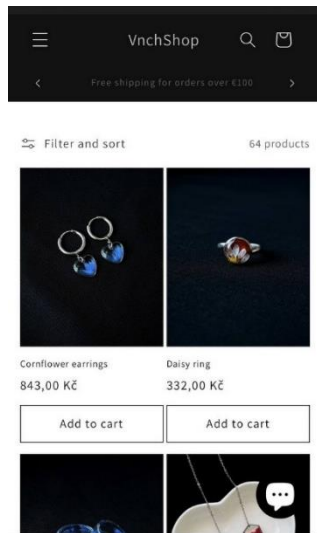 VnchShop
Free shipping for orders over €100
Filter and sort
64 products
Cornflower earrings
Daisy ring
843,00 Kč
332,00 Kč
Add to cart
Add to cart